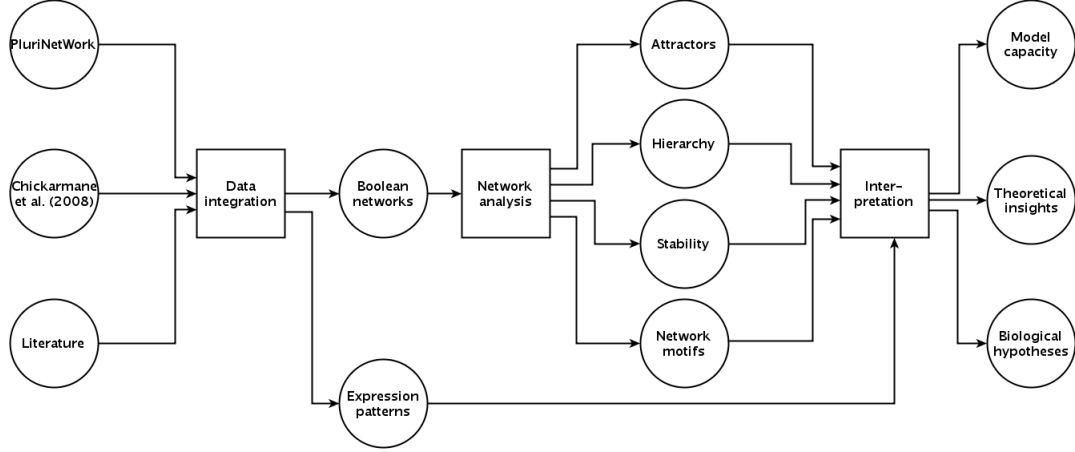 PluriNetWork
Chickarmane
et al. (2008)
Literature
Data
integration
Boolean
networks
Expression
patterns
Network
analysis
Attractors
Hierarchy
Stability
Network
motifs
Inter-
pretation
Model
capacity
Theoretical
insights
Biological
hypotheses